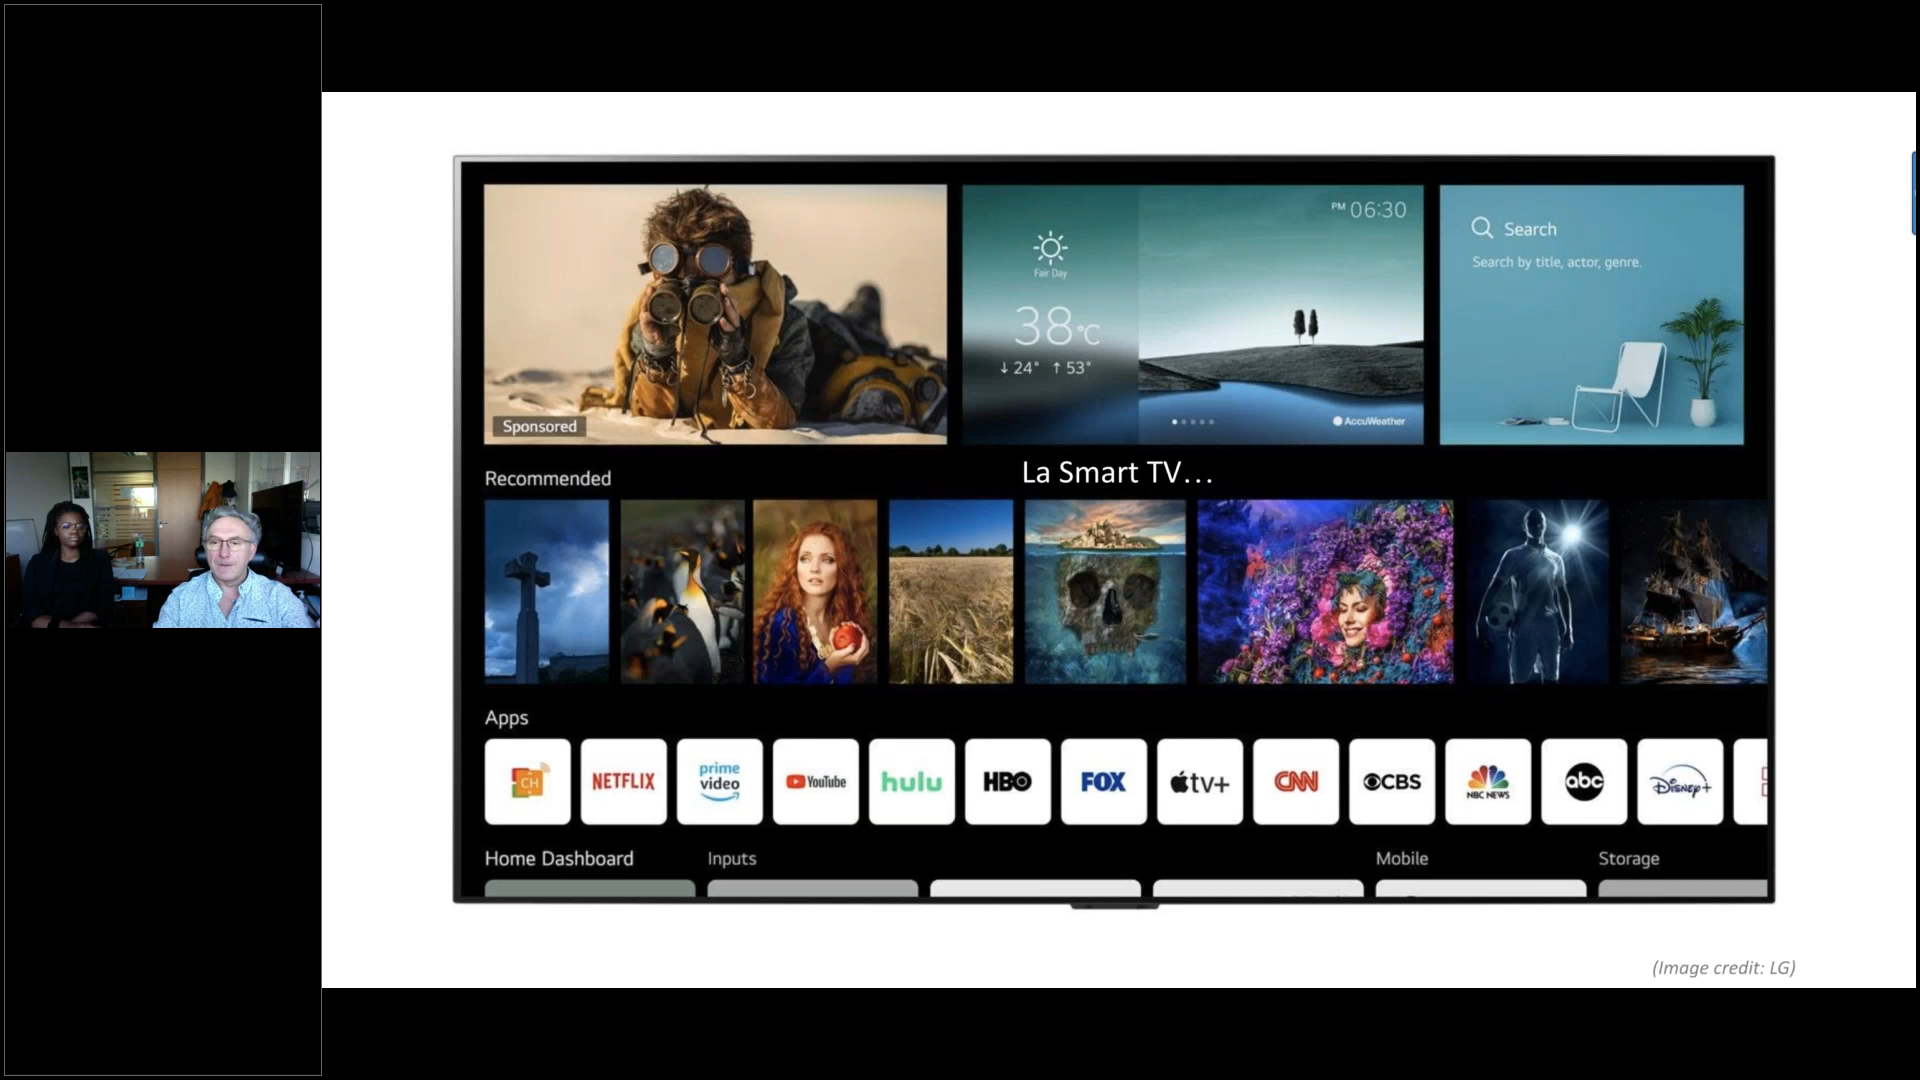 PM 06:30
Fair Day
38°C
↓24° ↑53°
AccuWeather
Search
Search by title, actor, genre.
Sponsored
Recommended
La Smart TV...
Apps
CH
NETFLIX
prime video
YouTube
hulu
HBO
FOX
tv+
CNN
CBS
NBC NEWS
abc
Disney+
Home Dashboard
Inputs
Mobile
Storage
(Image credit: LG)